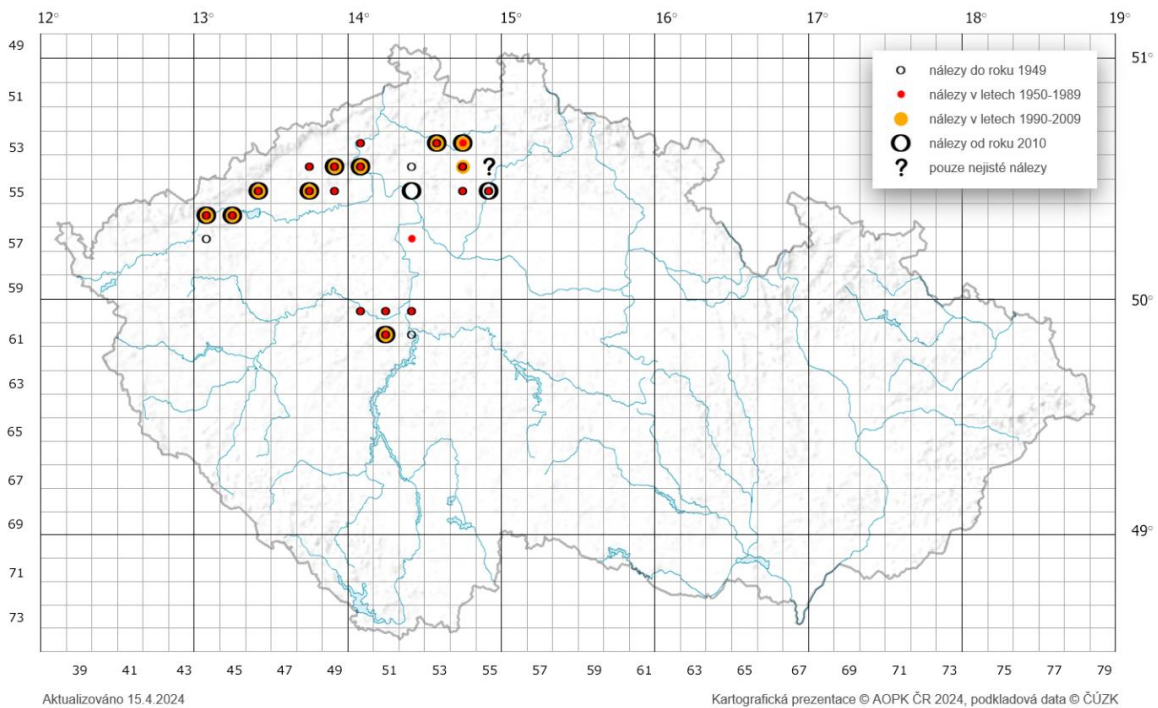 12° 13° 14° 15° 16° 17° 18° 19°
49
51°
nálezy do roku 1949
51
nálezy v letech 1950-1989
nálezy v letech 1990-2009
53
nálezy od roku 2010
? pouze nejisté nálezy
?
55
57
59
50°
61
63
65
67
69
49°
71
73
39 41 43 45 47 49 51 53 55 57 59 61 63 65 67 69 71 73 75 77 79
Aktualizováno 15.4.2024
Kartografická prezentace © AOPK ČR 2024, podkladová data © ČÚZK